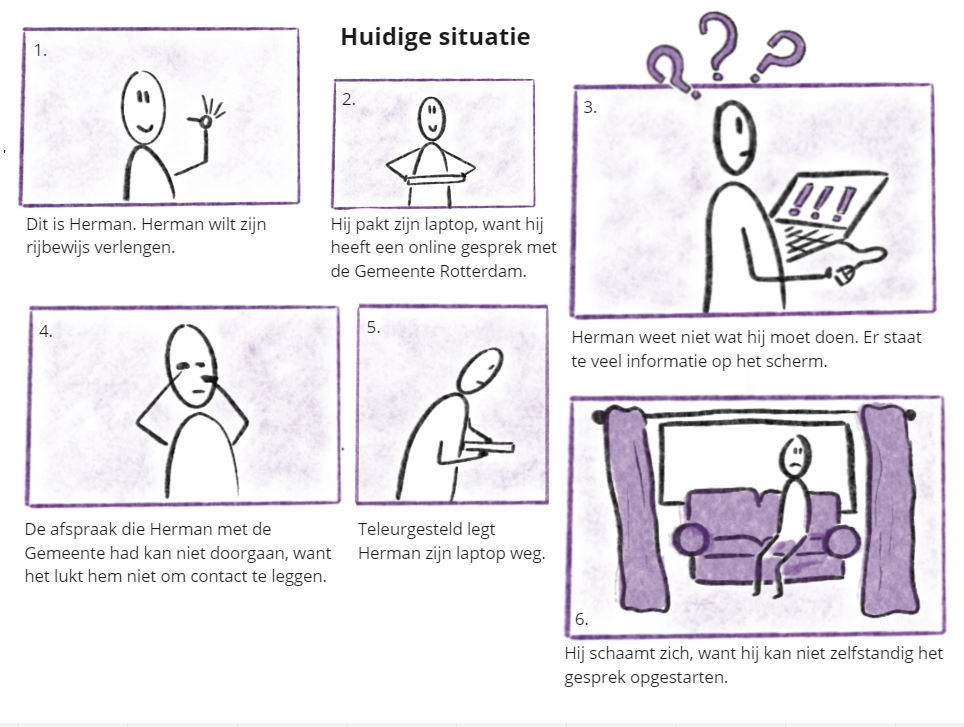 Huidige situatie
1.
Dit is Herman. Herman wilt zijn
rijbewijs verlengen.
2.
Hij pakt zijn laptop, want hij
heeft een online gesprek met
de Gemeente Rotterdam.
???
3.
!!!
Herman weet niet wat hij moet doen. Er staat
te veel informatie op het scherm.
4.
De afspraak die Herman met de
Gemeente had kan niet doorgaan, want
het lukt hem niet om contact te leggen.
5.
Teleurgesteld legt
Herman zijn laptop weg.
6.
Hij schaamt zich, want hij kan niet zelfstandig het
gesprek opgestarten.